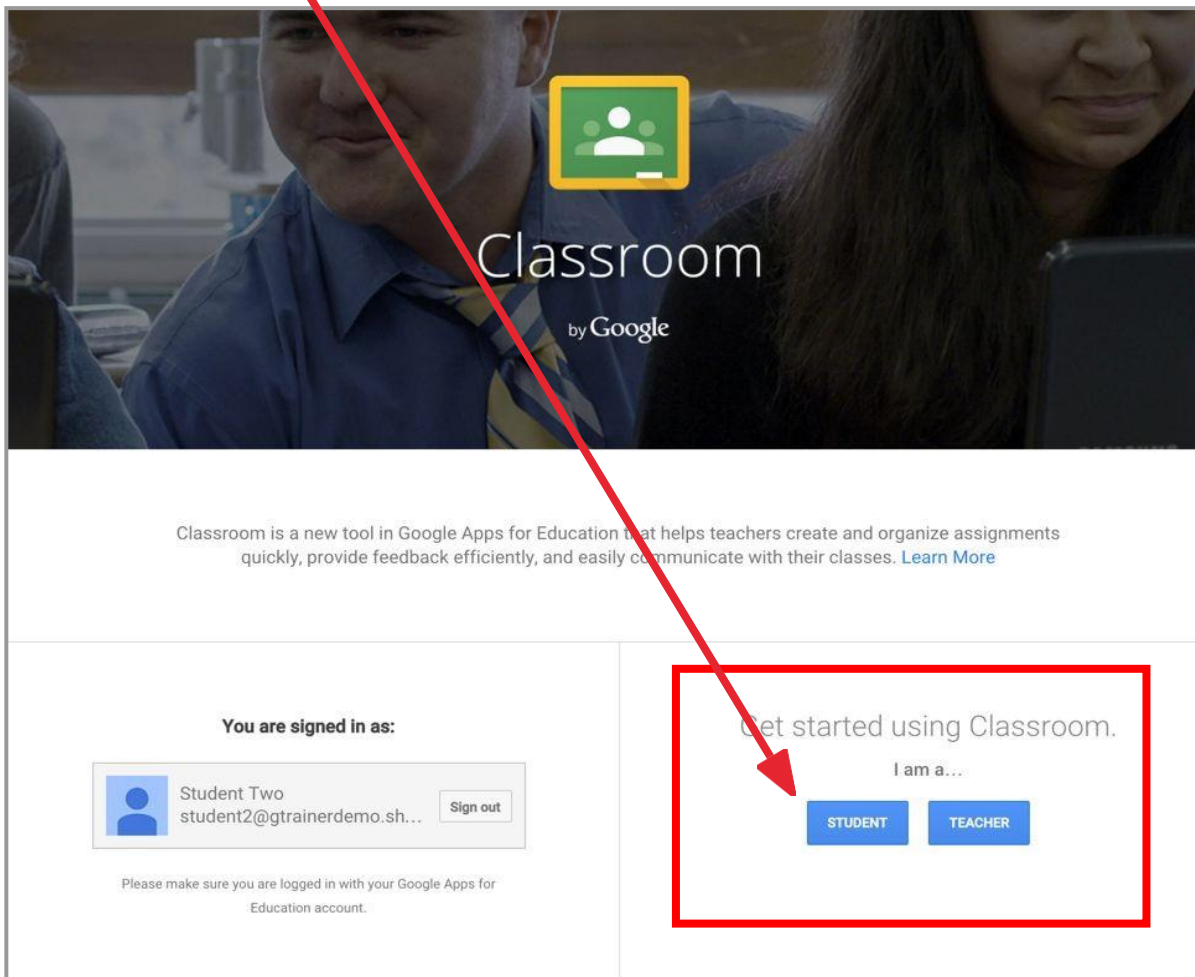 Classroom
by Google
Classroom is a new tool in Google Apps for Education that helps teachers create and organize assignments
quickly, provide feedback efficiently, and easily communicate with their classes. Learn More
You are signed in as:
Student Two
student2@gtrainerdemo.sh...
Sign out
Please make sure you are logged in with your Google Apps for
Education account.
Get started using Classroom.
I am a...
STUDENT
TEACHER